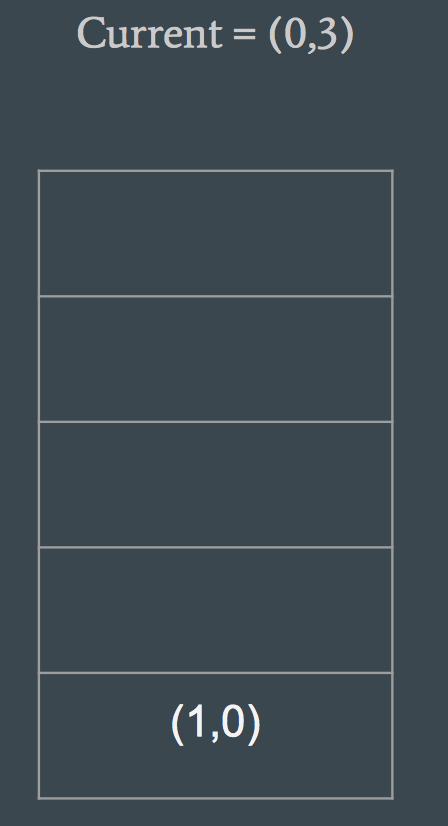 Current = (0,3)
(1,0)